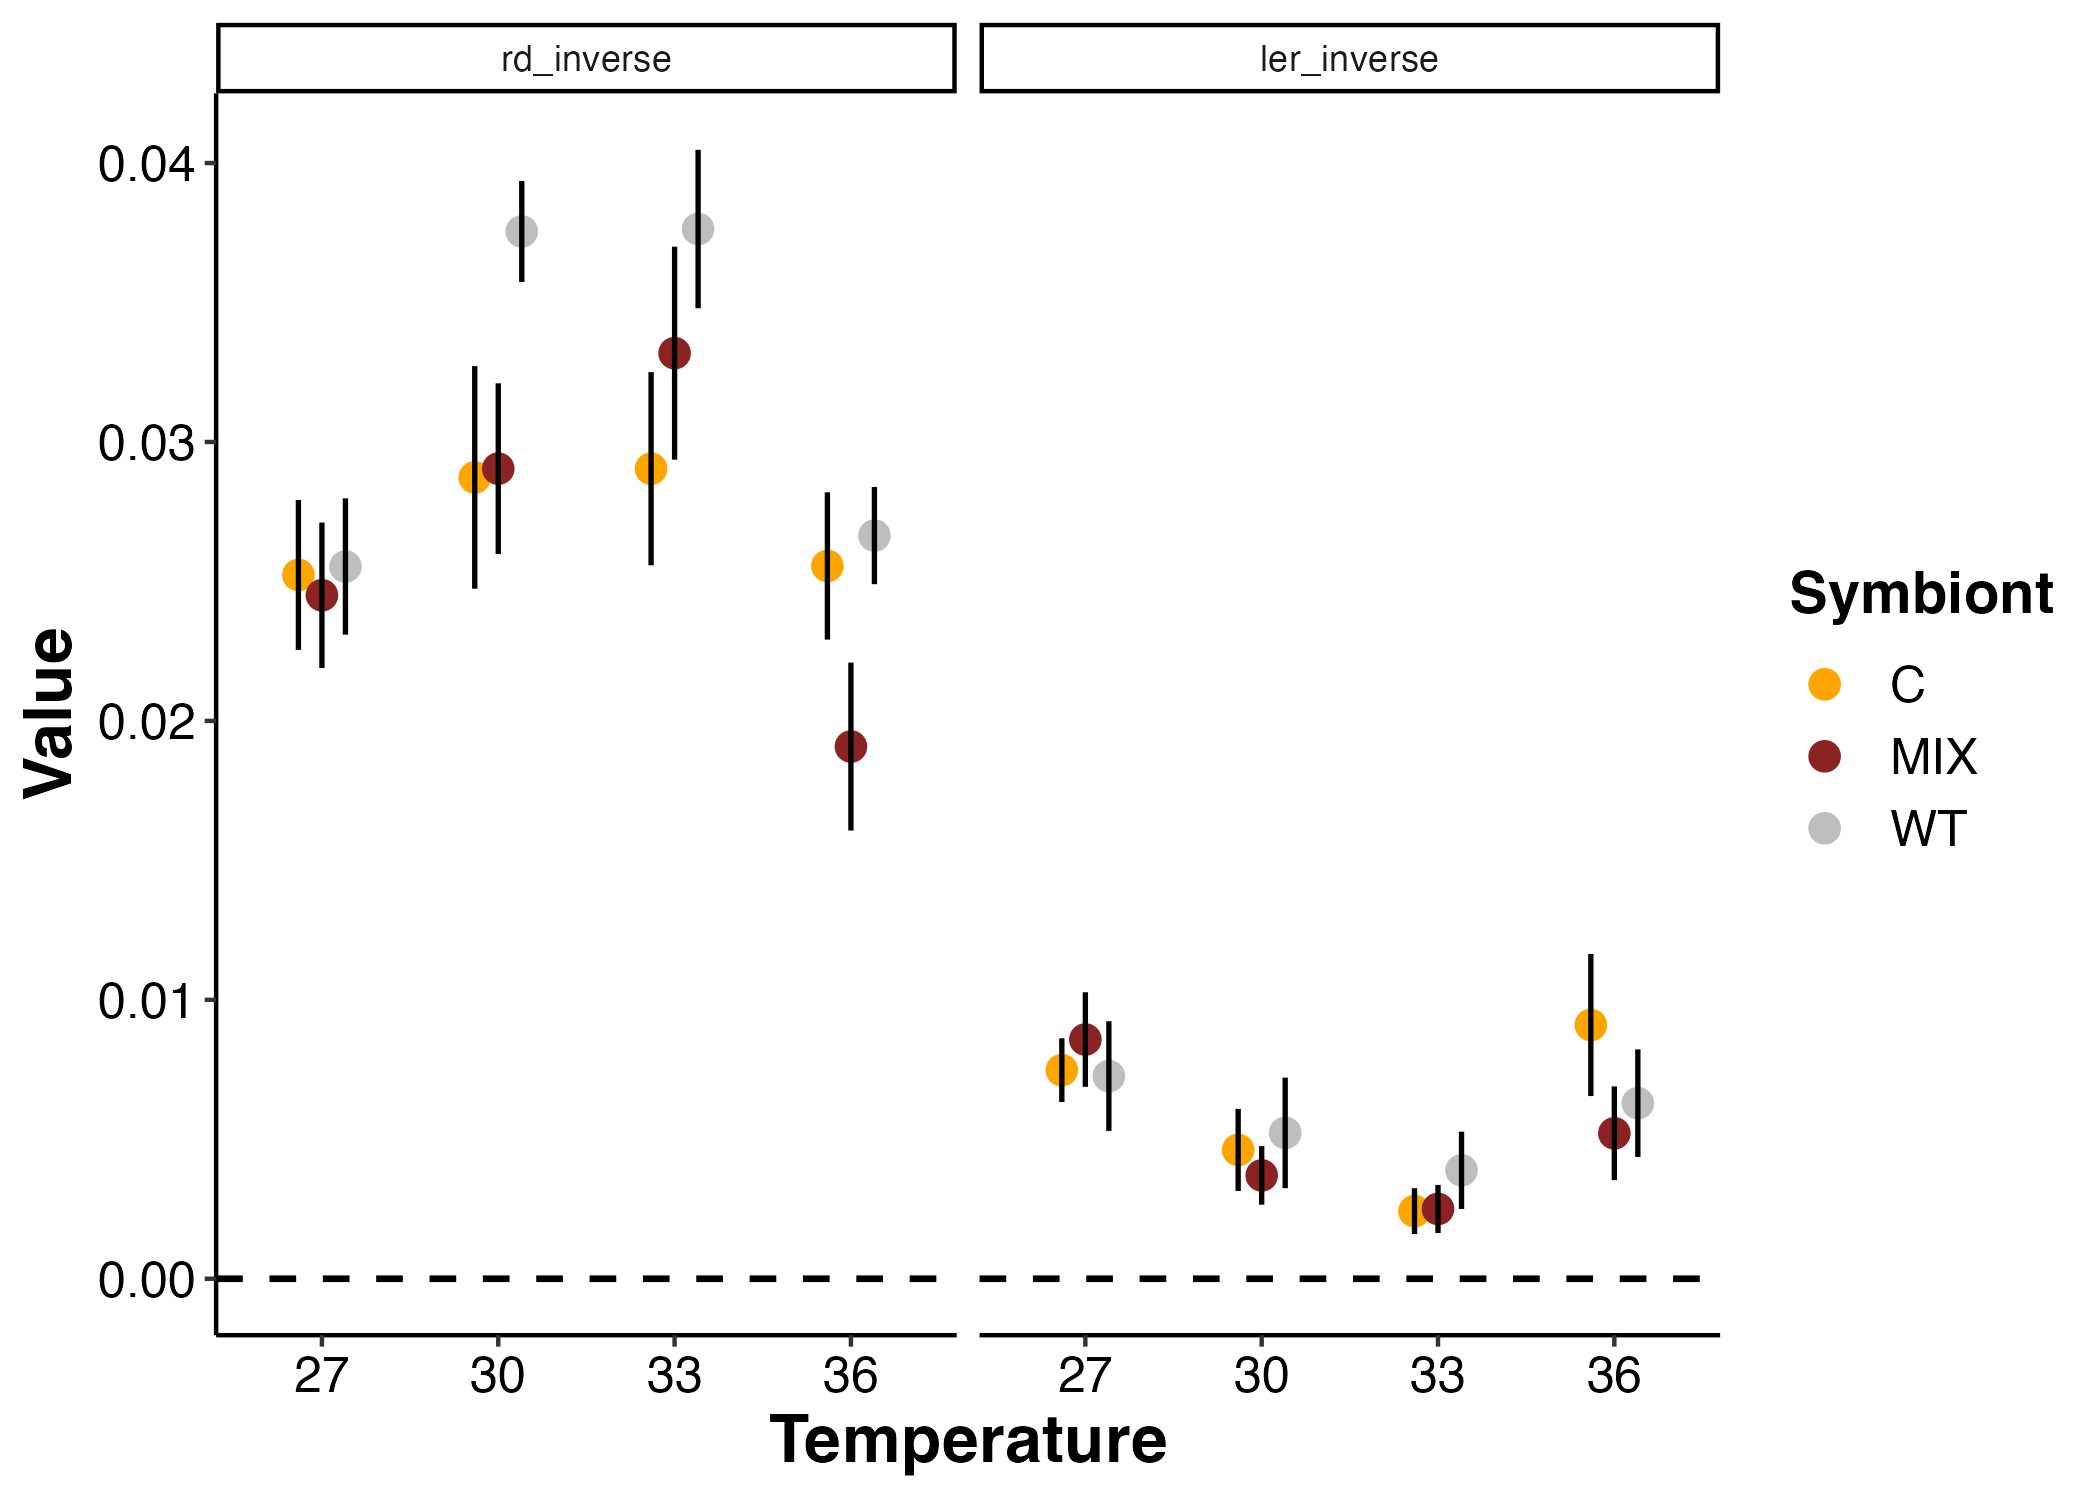 rd_inverse
ler_inverse
0.04
0.03
0.02
0.01
0.00
Value
27
30
33
36
27
30
33
36
Temperature
Symbiont
C
MIX
WT